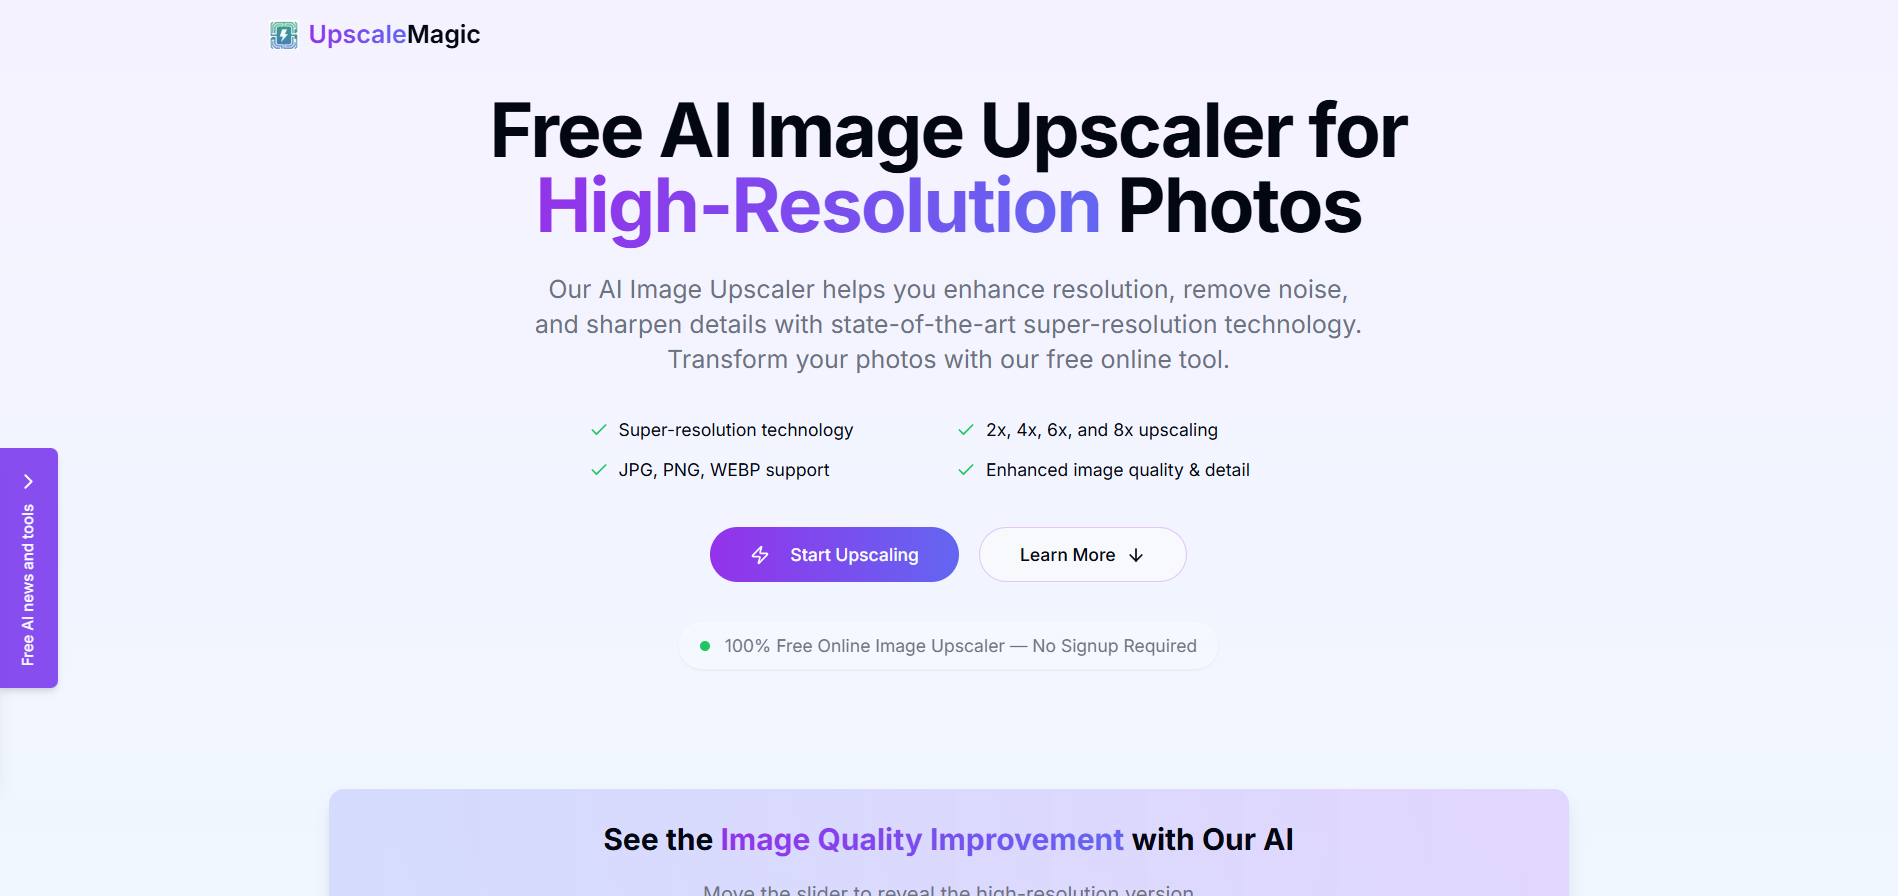 UpscaleMagic
Free AI Image Upscaler for
High-Resolution Photos
Our AI Image Upscaler helps you enhance resolution, remove noise,
and sharpen details with state-of-the-art super-resolution technology.
Transform your photos with our free online tool.
Super-resolution technology
2x, 4x, 6x, and 8x upscaling
JPG, PNG, WEBP support
Enhanced image quality & detail
Free AI news and tools
Start Upscaling
Learn More
100% Free Online Image Upscaler — No Signup Required
See the Image Quality Improvement with Our AI
Move the slider to reveal the high-resolution version